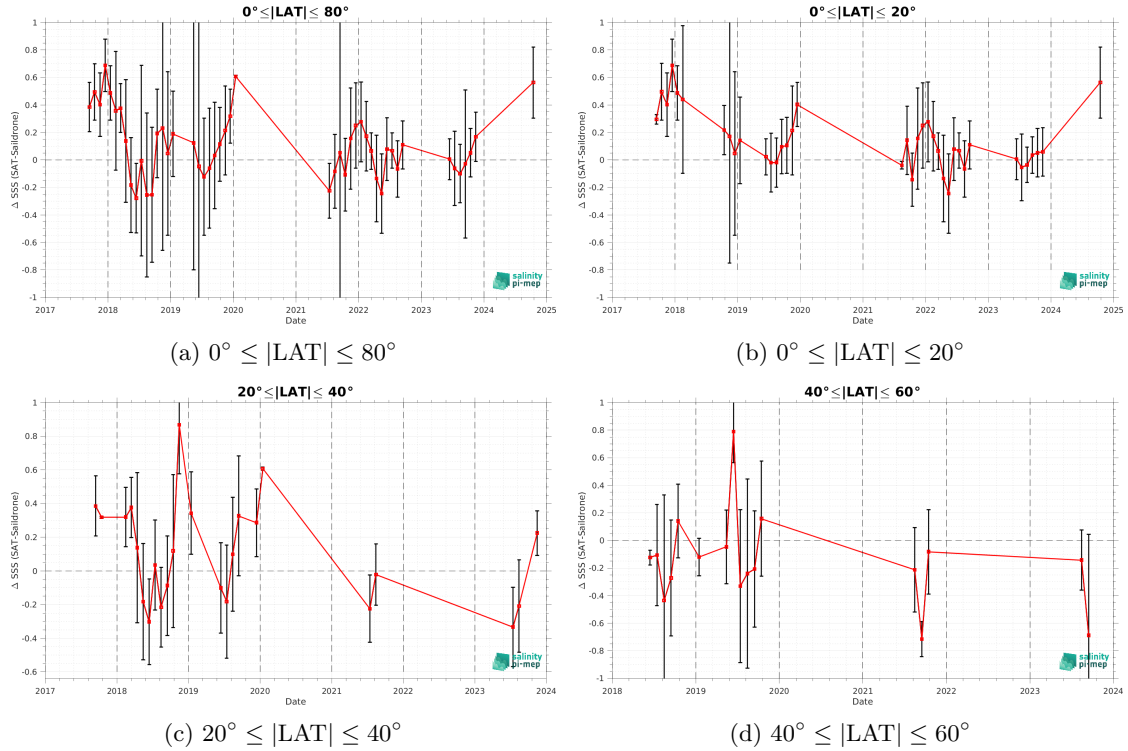 0°≤|LAT|≤ 80°
Δ SSS (SAT-Saildrone)
1
0.8
0.6
0.4
0.2
0
-0.2
-0.4
-0.6
-0.8
-1
2017 2018 2019 2020 2021 2022 2023 2024 2025
Date
salinity
pi-mep
(a) 0° ≤ |LAT| ≤ 80°
0°≤|LAT|≤ 20°
Δ SSS (SAT-Saildrone)
1
0.8
0.6
0.4
0.2
0
-0.2
-0.4
-0.6
-0.8
-1
2017 2018 2019 2020 2021 2022 2023 2024 2025
Date
salinity
pi-mep
(b) 0° ≤ |LAT| ≤ 20°
20°≤|LAT|≤ 40°
Δ SSS (SAT-Saildrone)
1
0.8
0.6
0.4
0.2
0
-0.2
-0.4
-0.6
2017 2018 2019 2020 2021 2022 2023 2024
Date
salinity
pi-mep
(c) 20° ≤ |LAT| ≤ 40°
40°≤|LAT|≤ 60°
Δ SSS (SAT-Saildrone)
1
0.8
0.6
0.4
0.2
0
-0.2
-0.4
-0.6
-0.8
-1
2018 2019 2020 2021 2022 2023 2024
Date
salinity
pi-mep
(d) 40° ≤ |LAT| ≤ 60°